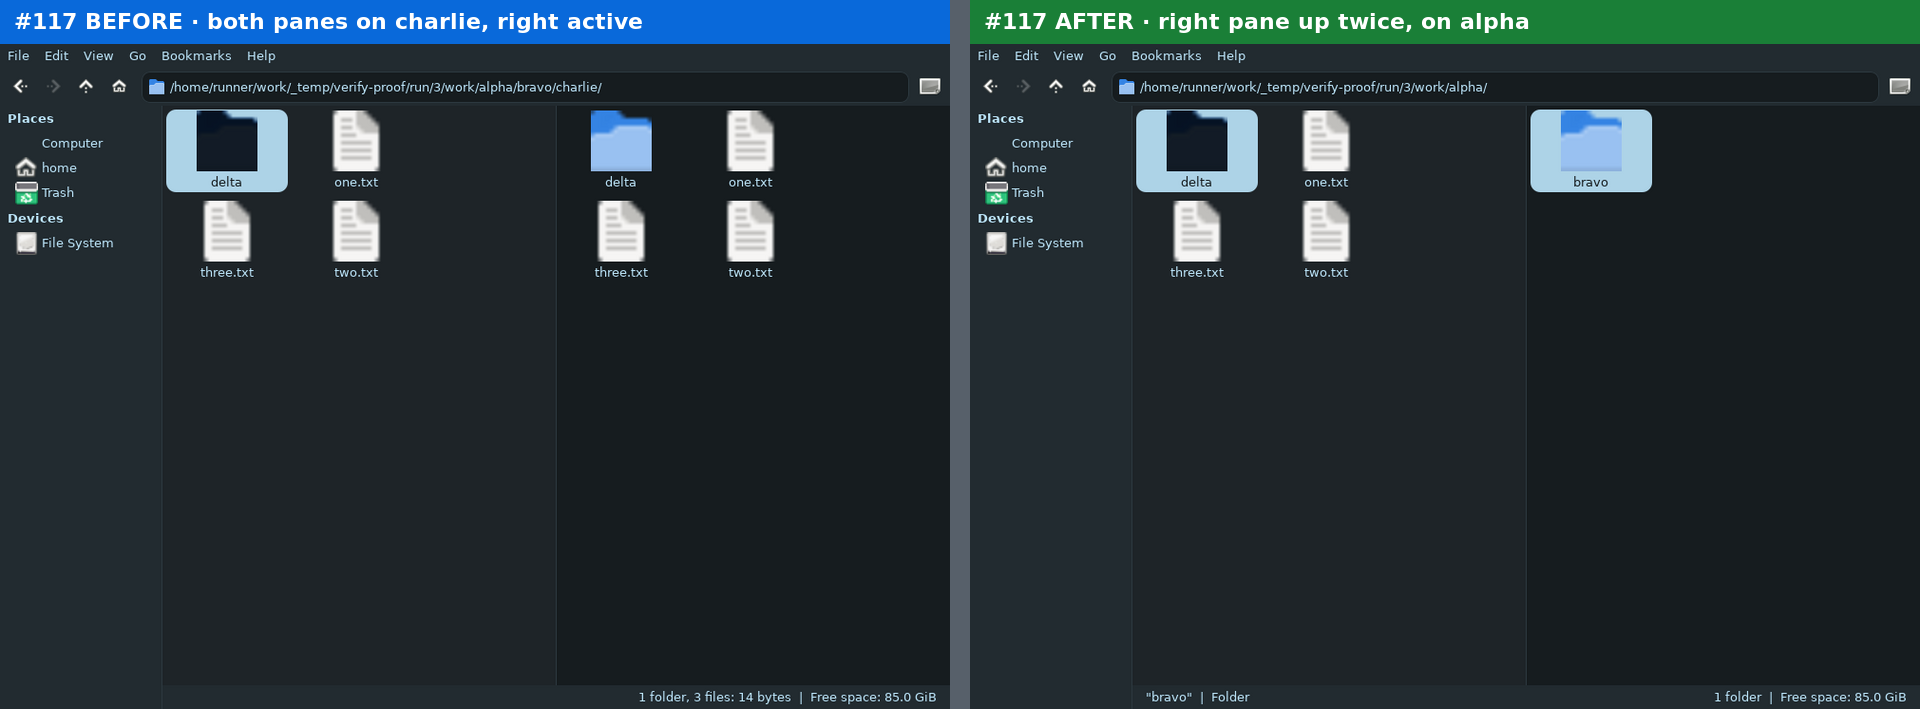 #117 BEFORE · both panes on charlie, right active
File Edit View Go Bookmarks Help
/home/runner/work/_temp/verify-proof/run/3/work/alpha/bravo/charlie/
Places
Computer
home
Trash
Devices
File System
delta one.txt
three.txt two.txt
delta one.txt
three.txt two.txt
1 folder, 3 files: 14 bytes | Free space: 85.0 GiB
#117 AFTER · right pane up twice, on alpha
File Edit View Go Bookmarks Help
/home/runner/work/_temp/verify-proof/run/3/work/alpha/
Places
Computer
home
Trash
Devices
File System
delta one.txt
three.txt two.txt
bravo
"bravo" | Folder
1 folder | Free space: 85.0 GiB